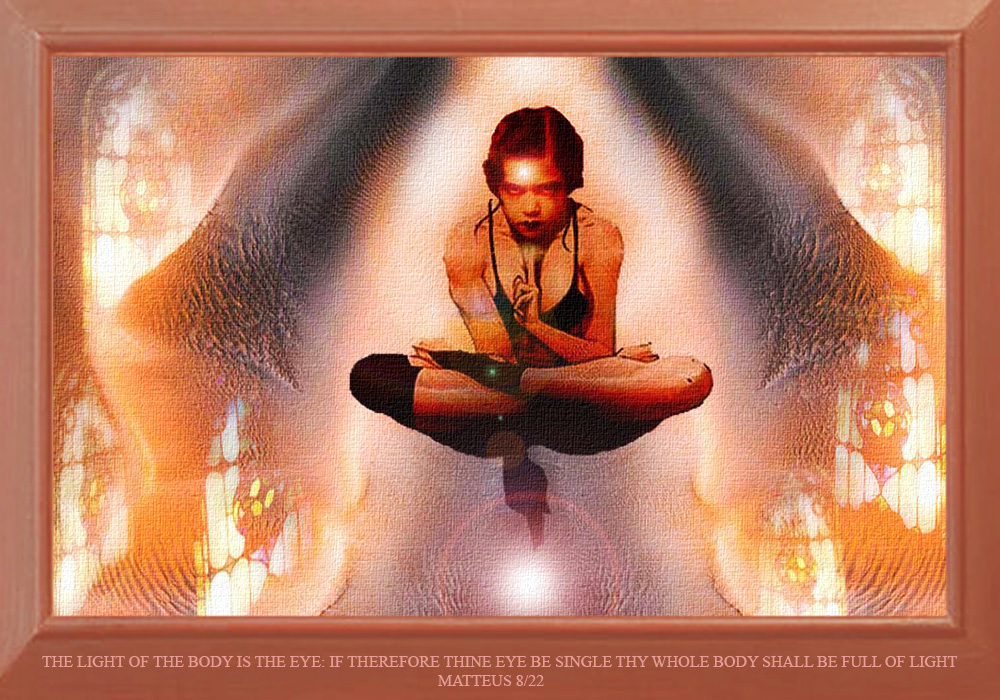 THE LIGHT OF THE BODY IS THE EYE: IF THEREFORE THINE EYE BE SINGLE THY WHOLE BODY SHALL BE FULL OF LIGHT
MATTEUS 8/22